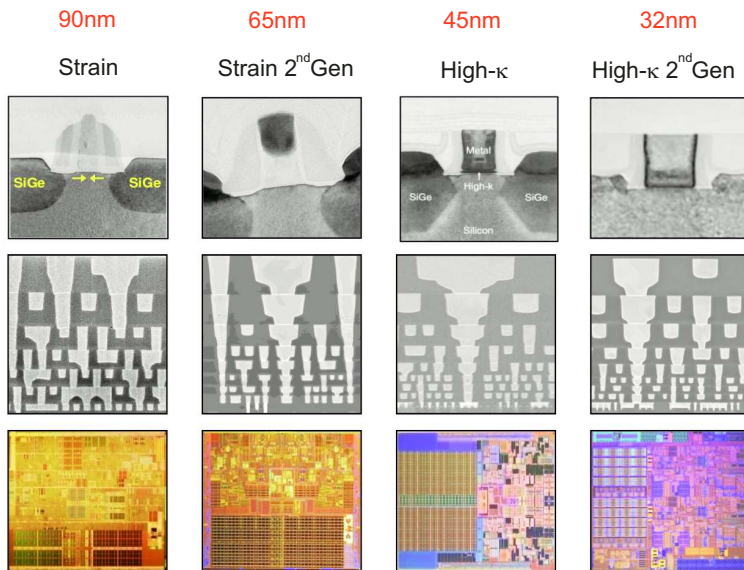 90nm 65nm 45nm 32nm
Strain Strain 2nd Gen High-κ High-κ 2nd Gen
SiGe SiGe
Metal
High-k
SiGe SiGe
Silicon